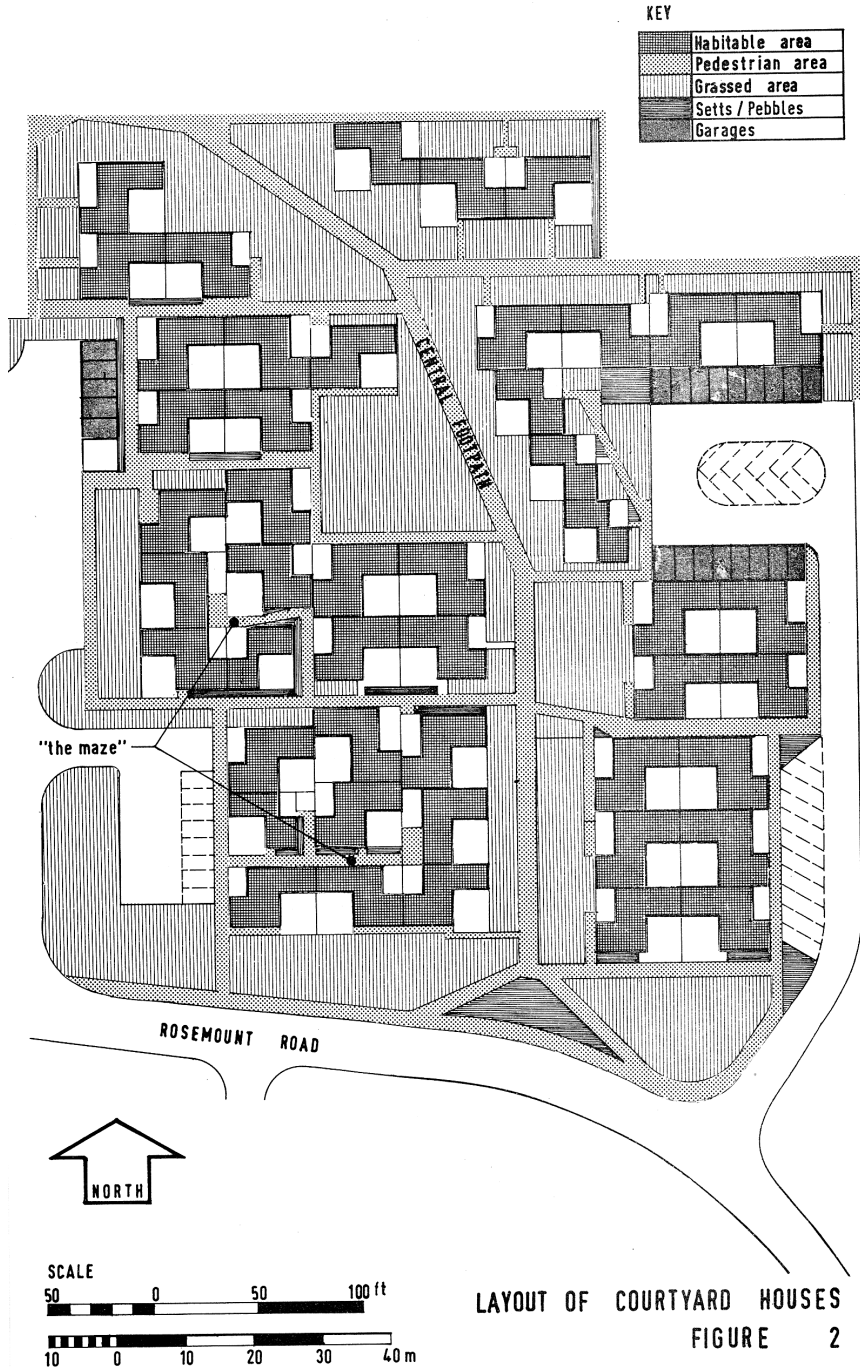 KEY
Habitable area
Pedestrian area
Grassed area
Setts / Pebbles
Garages
CENTRAL FOOTPATH
"the maze"
ROSEMOUNT ROAD
NORTH
SCALE
50 0 50 100 ft
10 0 10 20 30 40 m
LAYOUT OF COURTYARD HOUSES
FIGURE 2